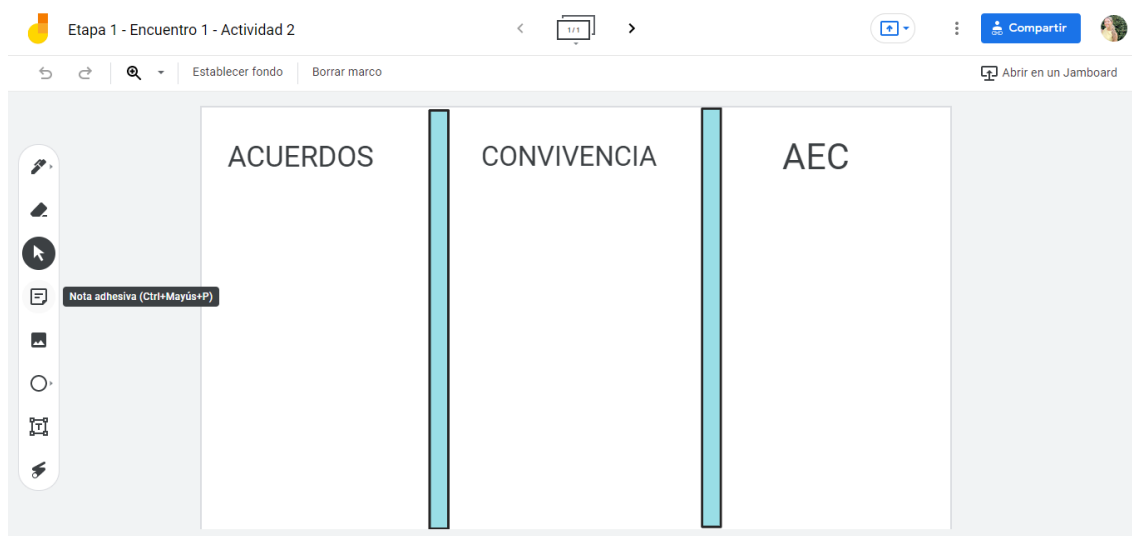 Etapa 1 - Encuentro 1 - Actividad 2
1/1
Compartir
Establecer fondo
Borrar marco
Abrir en un Jamboard
ACUERDOS
CONVIVENCIA
AEC
Nota adhesiva (Ctrl+Mayús+P)